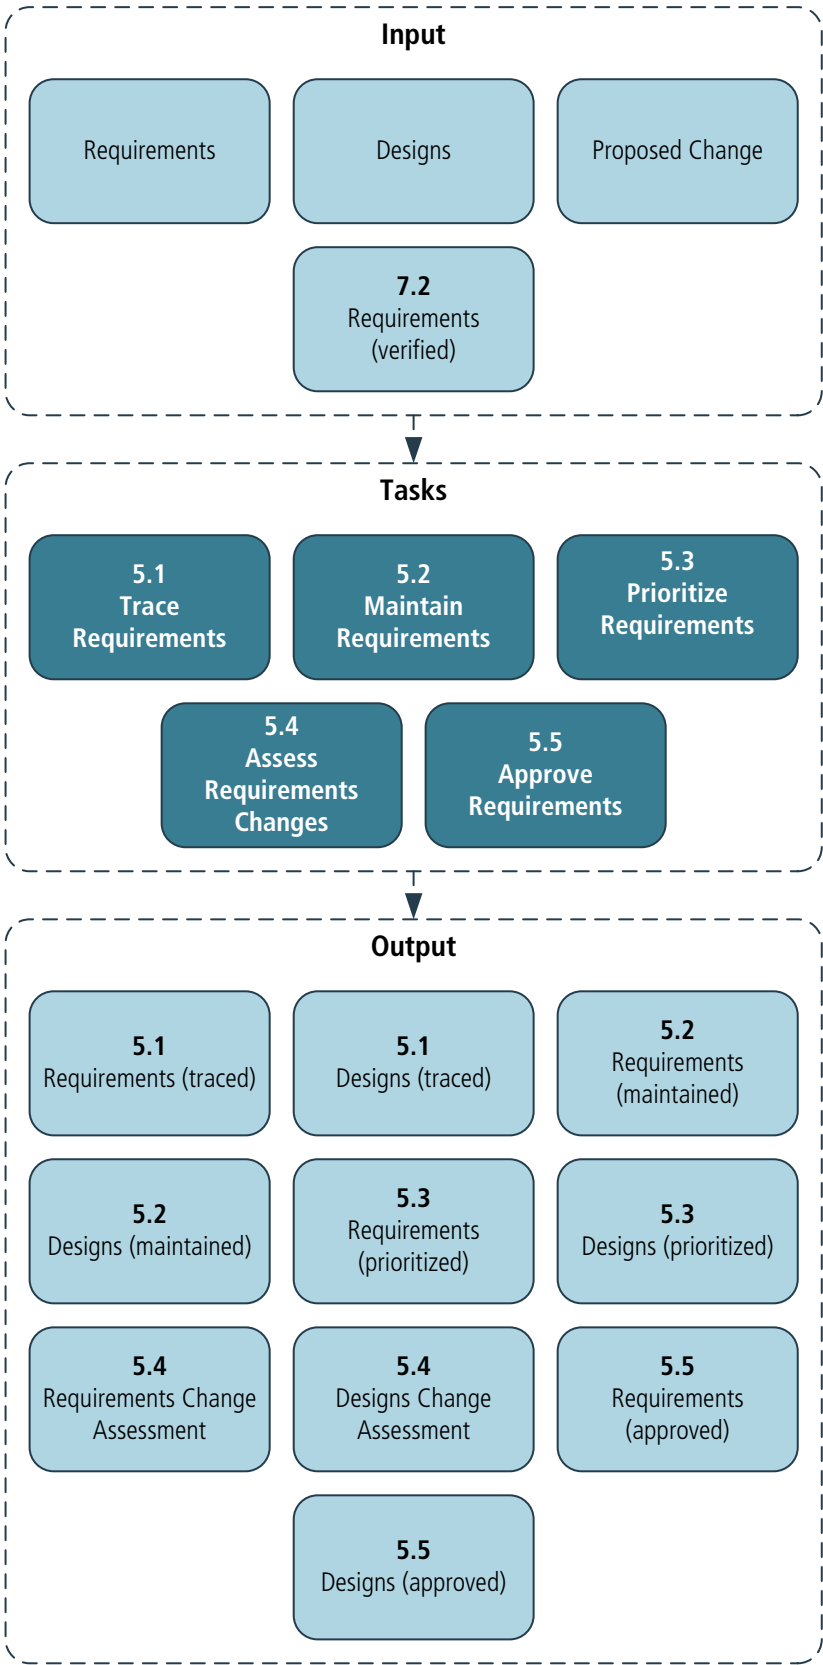 Input
Requirements
Designs
Proposed Change
7.2
Requirements
(verified)
Tasks
5.1
Trace
Requirements
5.2
Maintain
Requirements
5.3
Prioritize
Requirements
5.4
Assess
Requirements
Changes
5.5
Approve
Requirements
Output
5.1
Requirements (traced)
5.1
Designs (traced)
5.2
Requirements
(maintained)
5.2
Designs (maintained)
5.3
Requirements
(prioritized)
5.3
Designs (prioritized)
5.4
Requirements Change
Assessment
5.4
Designs Change
Assessment
5.5
Requirements
(approved)
5.5
Designs (approved)